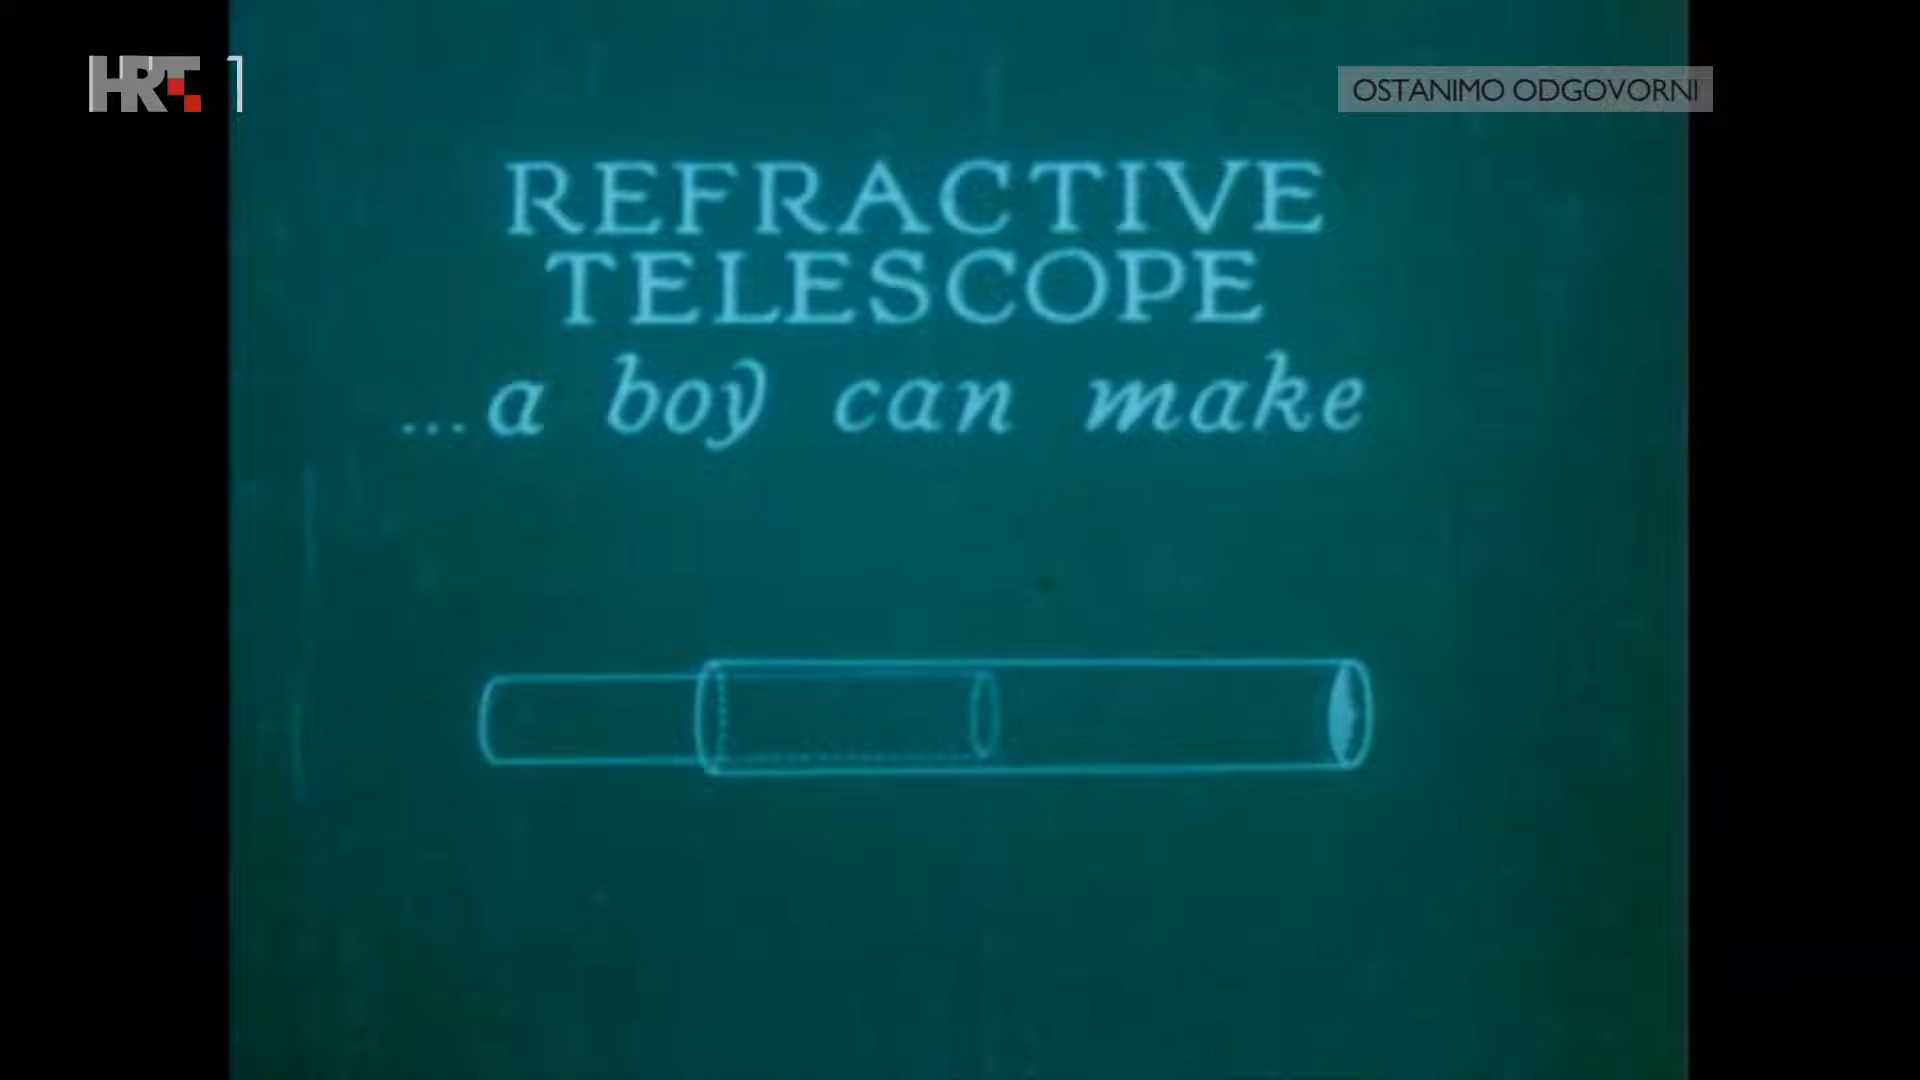 HRT 1
OSTANIMO ODGOVORNI
REFRACTIVE
TELESCOPE
...a boy can make